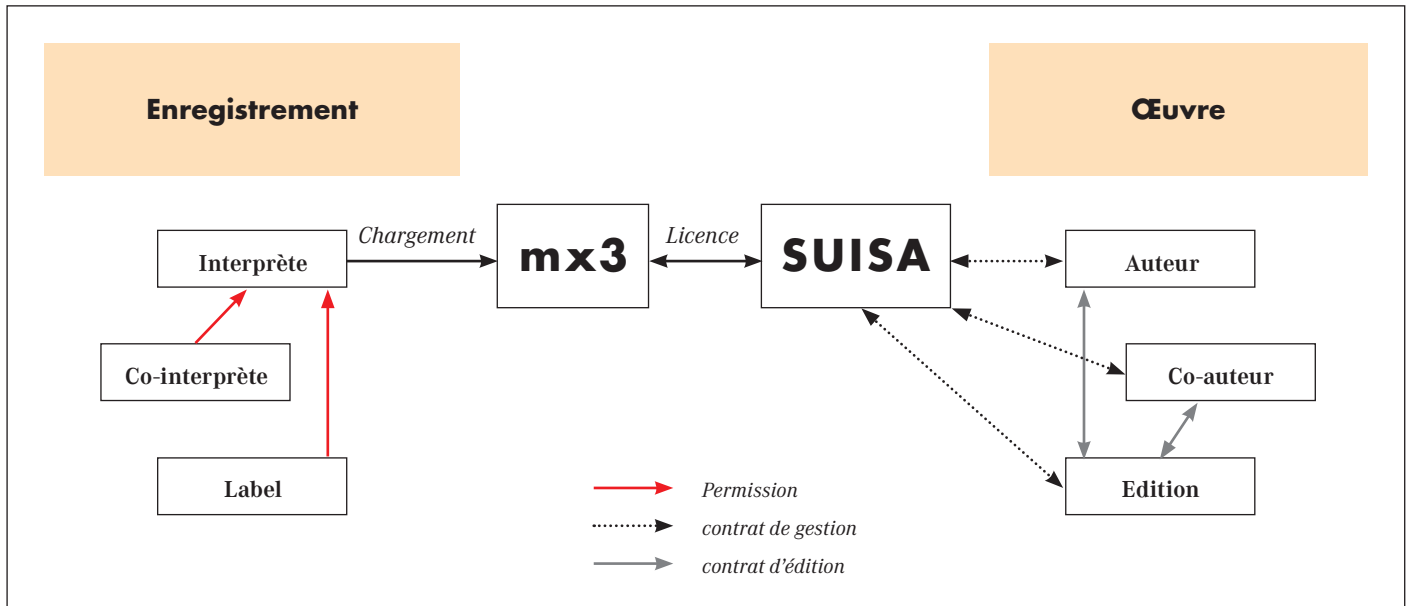 Enregistrement
Œuvre
Chargement
Licence
Interprète
mx3
SUISA
Auteur
Co-interprète
Co-auteur
Label
Edition
Permission
contrat de gestion
contrat d’édition